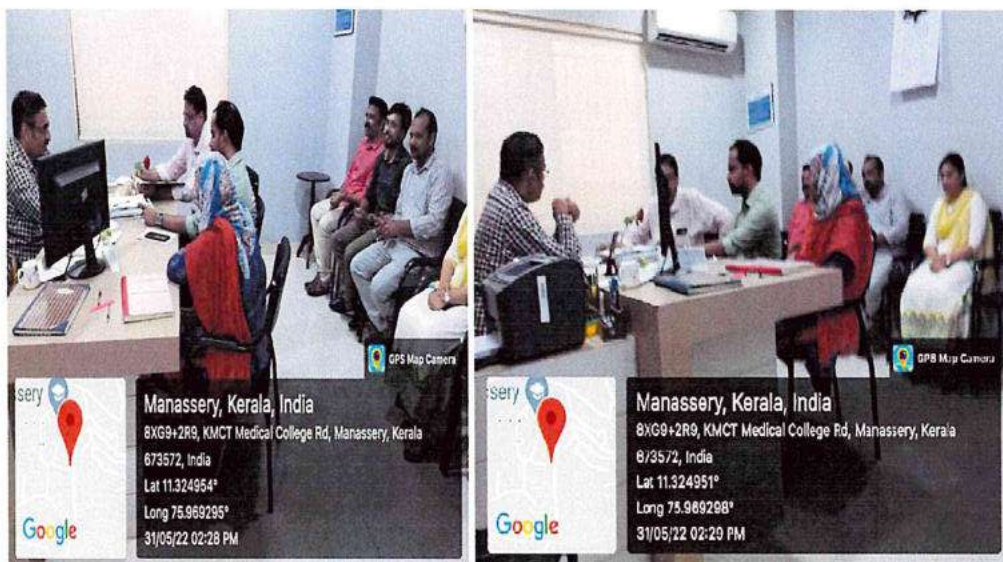 GPS Map Camera
ssery
Manassery, Kerala, India
8XG9+2R9, KMCT Medical College Rd, Manassery, Kerala
673572, India
Lat 11.324954°
Long 75.969295°
31/05/22 02:28 PM
Google
GPS Map Camera
ssery
Manassery, Kerala, India
8XG9+2R9, KMCT Medical College Rd, Manassery, Kerala
673572, India
Lat 11.324951°
Long 75.969298°
31/05/22 02:29 PM
Google